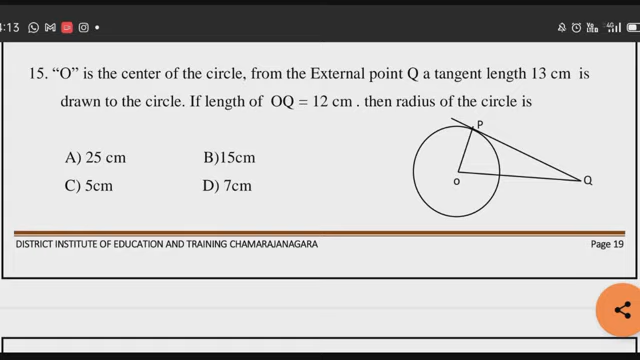 :13
15. “O” is the center of the circle, from the External point Q a tangent length 13 cm is
drawn to the circle. If length of OQ = 12 cm . then radius of the circle is
A) 25 cm B)15cm
C) 5cm D) 7cm
P
O
Q
DISTRICT INSTITUTE OF EDUCATION AND TRAINING CHAMARAJANAGARA Page 19